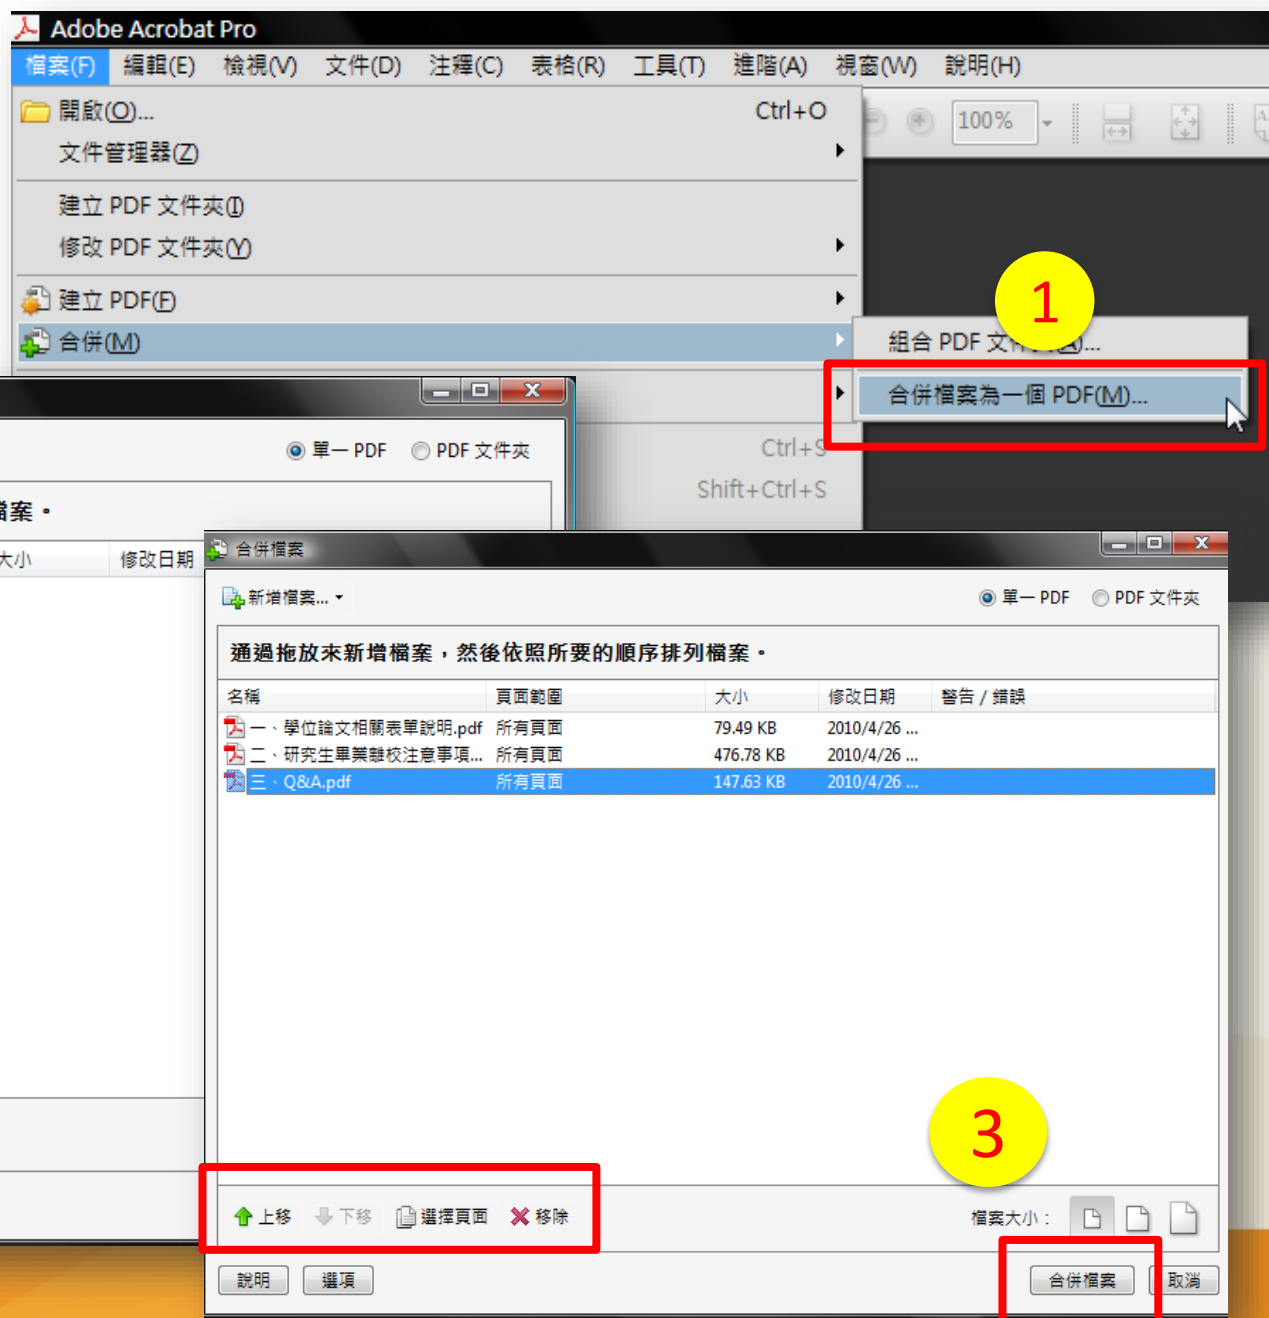 Adobe Acrobat Pro
檔案(F) 編輯(E) 檢視(V) 文件(D) 注釋(C) 表格(R) 工具(T) 進階(A) 視窗(W) 說明(H)
開啟(O)... Ctrl+O
100%
文件管理器(Z)
建立 PDF 文件夾(I)
修改 PDF 文件夾(Y)
建立 PDF(F)
1
合併(M)
組合 PDF
合併檔案為一個 PDF(M)...
單一 PDF PDF 文件夾
Ctrl+S
Shift+Ctrl+S
檔案。
大小 修改日期
合併檔案
新增檔案...
單一 PDF PDF 文件夾
通過拖放來新增檔案，然後依照所要的順序排列檔案。
名稱 頁面範圍 大小 修改日期 警告 / 錯誤
一、學位論文相關表單說明.pdf 所有頁面 79.49 KB 2010/4/26 ...
二、研究生畢業離校注意事項... 所有頁面 476.78 KB 2010/4/26 ...
三、Q&A.pdf 所有頁面 147.63 KB 2010/4/26 ...
3
上移 下移 選擇頁面 移除
檔案大小：
說明 選項 合併檔案 取消